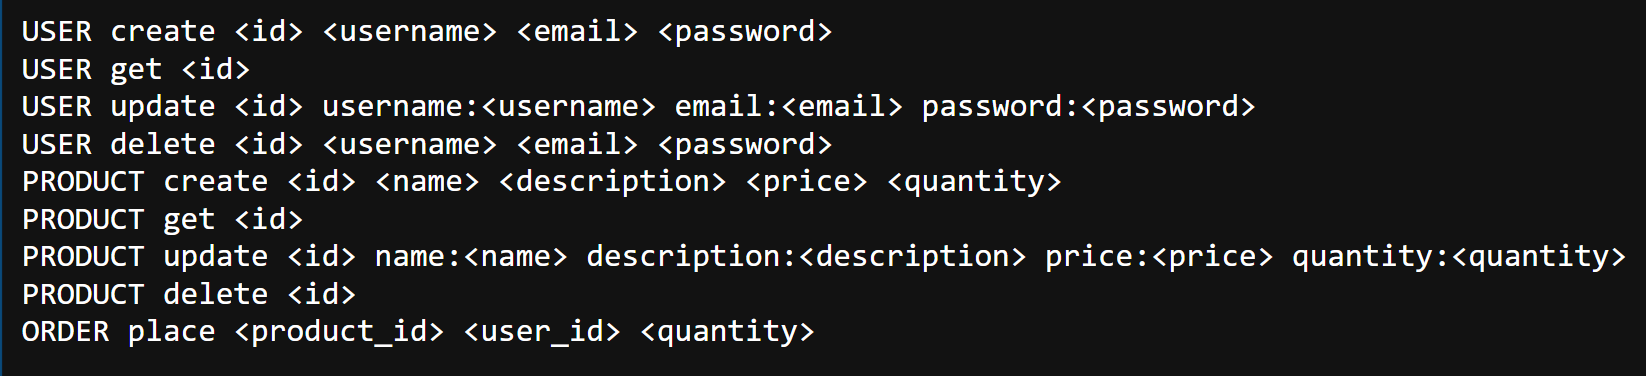 USER create <id> <username> <email> <password>
USER get <id>
USER update <id> username:<username> email:<email> password:<password>
USER delete <id> <username> <email> <password>
PRODUCT create <id> <name> <description> <price> <quantity>
PRODUCT get <id>
PRODUCT update <id> name:<name> description:<description> price:<price> quantity:<quantity>
PRODUCT delete <id>
ORDER place <product_id> <user_id> <quantity>